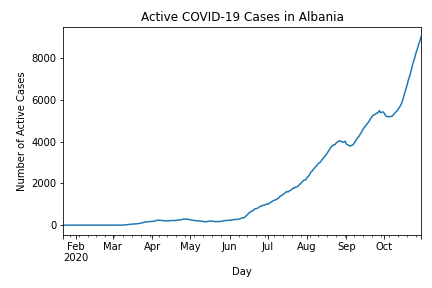 Active COVID-19 Cases in Albania
Number of Active Cases
8000
6000
4000
2000
0
Feb Mar Apr May Jun Jul Aug Sep Oct
2020
Day